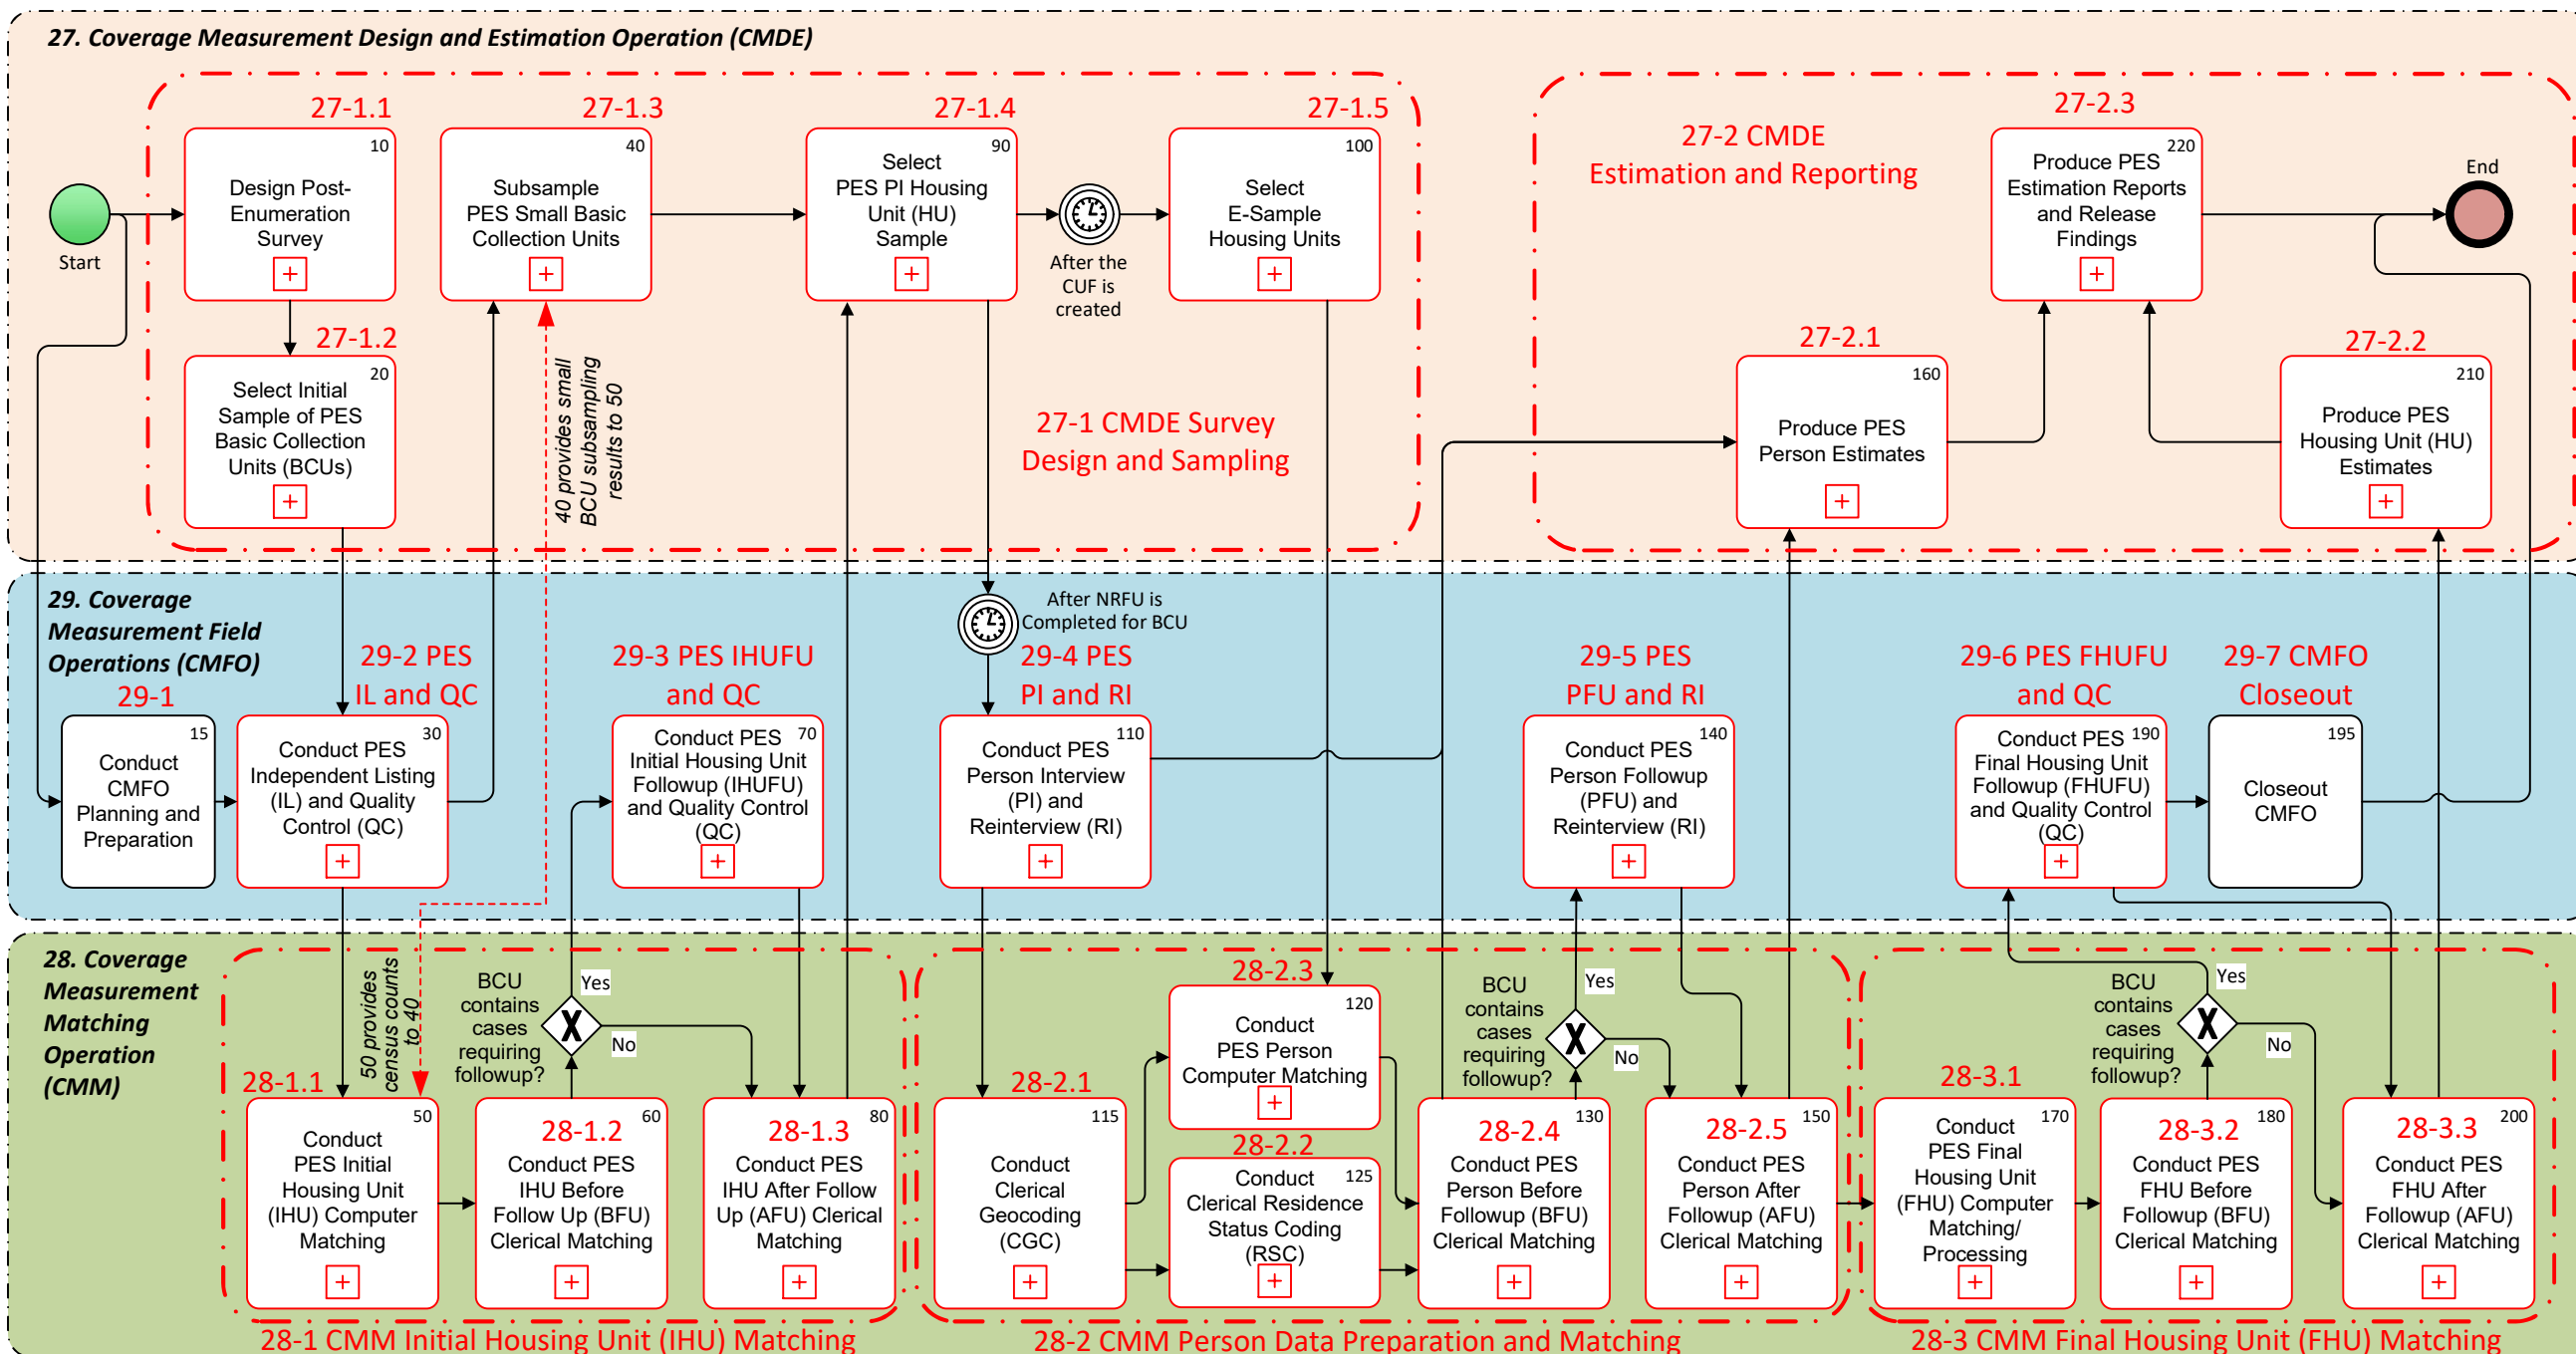 27. Coverage Measurement Design and Estimation Operation (CMDE)
27-1.1
10
Design Post-
Enumeration
Survey
+
27-1.3
40
Subsample
PES Small Basic
Collection Units
+
27-1.4
90
Select
PES PI Housing
Unit (HU)
Sample
+
27-1.5
100
Select
E-Sample
Housing Units
+
Start
After the
CUF is
created
27-1.2
20
Select Initial
Sample of PES
Basic Collection
Units (BCUs)
+
40 provides small
BCU subsampling
results to 50
27-1 CMDE Survey
Design and Sampling
27-2 CMDE
Estimation and Reporting
27-2.3
220
Produce PES
Estimation Reports
and Release
Findings
+
End
27-2.1
160
Produce PES
Person Estimates
+
27-2.2
210
Produce PES
Housing Unit (HU)
Estimates
+
29. Coverage
Measurement Field
Operations (CMFO)
After NRFU is
Completed for BCU
29-1
15
Conduct
CMFO
Planning and
Preparation
29-2 PES
IL and QC
30
Conduct PES
Independent Listing
(IL) and Quality
Control (QC)
+
29-3 PES IHUFU
and QC
70
Conduct PES
Initial Housing Unit
Followup (IHUFU)
and Quality Control
(QC)
+
29-4 PES
PI and RI
110
Conduct PES
Person Interview
(PI) and
Reinterview (RI)
+
29-5 PES
PFU and RI
140
Conduct PES
Person Followup
(PFU) and
Reinterview (RI)
+
29-6 PES FHUFU
and QC
190
Conduct PES
Final Housing Unit
Followup (FHUFU)
and Quality Control
(QC)
+
29-7 CMFO
Closeout
195
Closeout
CMFO
28. Coverage
Measurement
Matching
Operation
(CMM)
50 provides
census counts
to 40
BCU
contains
cases
requiring
followup?
X
Yes
No
28-1.1
50
Conduct
PES Initial
Housing Unit
(IHU) Computer
Matching
+
28-1.2
60
Conduct PES
IHU Before
Follow Up (BFU)
Clerical Matching
+
28-1.3
80
Conduct PES
IHU After Follow
Up (AFU) Clerical
Matching
+
28-1 CMM Initial Housing Unit (IHU) Matching
28-2.1
115
Conduct
Clerical
Geocoding
(CGC)
+
28-2.3
120
Conduct
PES Person
Computer Matching
+
28-2.2
125
Conduct
Clerical Residence
Status Coding
(RSC)
+
BCU
contains
cases
requiring
followup?
X
Yes
No
28-2.4
130
Conduct PES
Person Before
Followup (BFU)
Clerical Matching
+
28-2.5
150
Conduct PES
Person After
Followup (AFU)
Clerical Matching
+
28-2 CMM Person Data Preparation and Matching
28-3.1
170
Conduct
PES Final
Housing Unit
(FHU) Computer
Matching/
Processing
+
BCU
contains
cases
requiring
followup?
X
Yes
No
28-3.2
180
Conduct PES
FHU Before
Followup (BFU)
Clerical Matching
+
28-3.3
200
Conduct PES
FHU After
Followup (AFU)
Clerical Matching
+
28-3 CMM Final Housing Unit (FHU) Matching